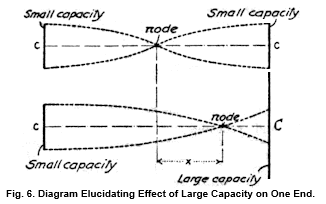 Small capacity
node
Small capacity
c
c
node
c
C
Small capacity
x
Large capacity
Fig. 6. Diagram Elucidating Effect of Large Capacity on One End.